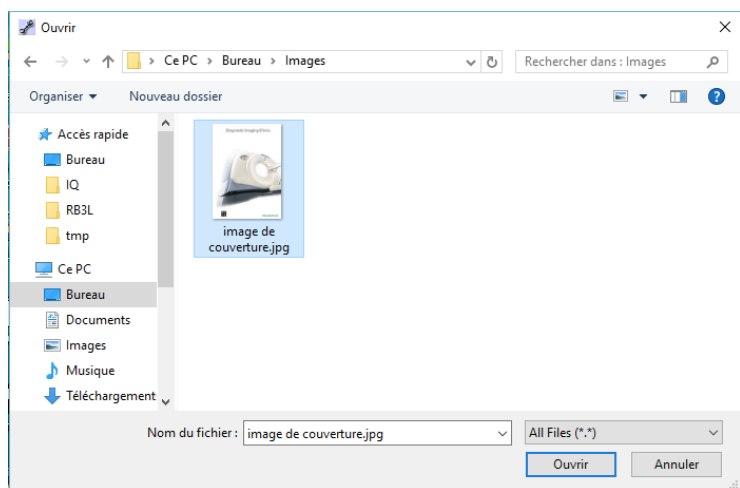 Ouvrir
Ce PC > Bureau > Images
Rechercher dans : Images
Organiser
Nouveau dossier
Accès rapide
Bureau
IQ
RB3L
tmp
Ce PC
Bureau
Documents
Images
Musique
Téléchargement
image de
couverture.jpg
Nom du fichier :
image de couverture.jpg
All Files (*.*)
Ouvrir
Annuler